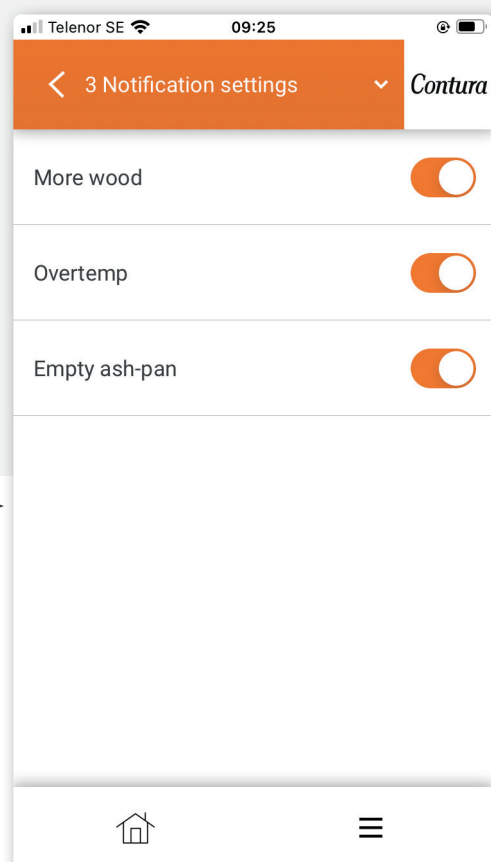 Telenor SE 09:25
3 Notification settings Contura
More wood
Overtemp
Empty ash-pan